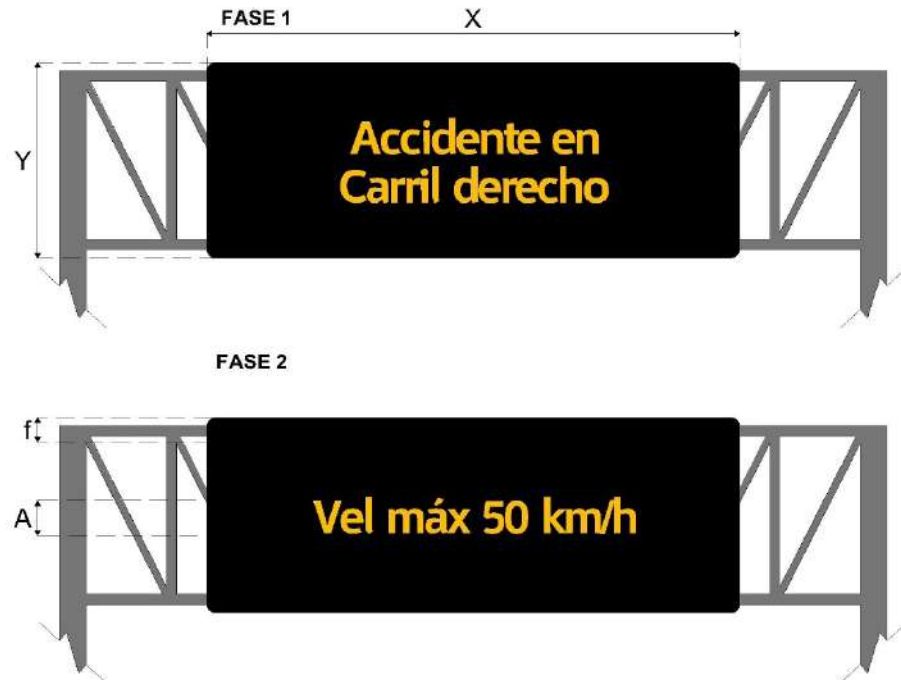 FASE 1
X
Y
Accidente en
Carril derecho
FASE 2
f
A
Vel máx 50 km/h